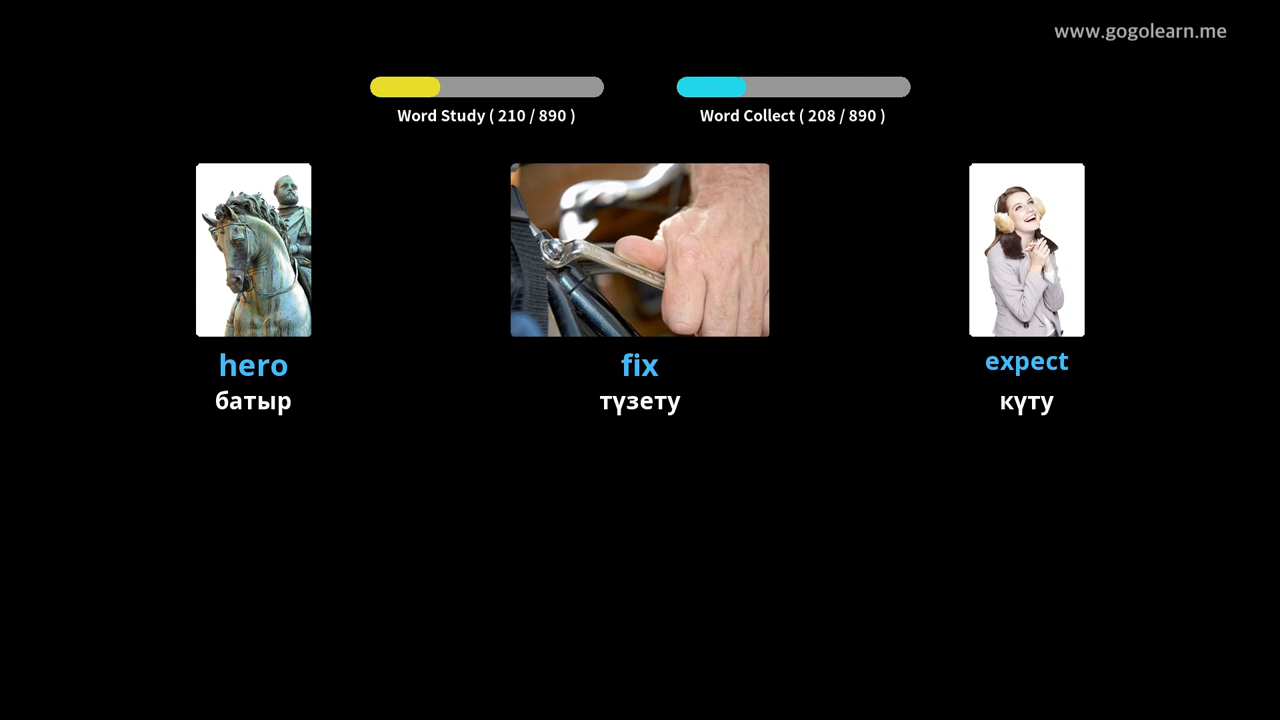 www.gogolearn.me
Word Study ( 210 / 890 )
Word Collect ( 208 / 890 )
hero
fix
expect
батыр
түзету
күту